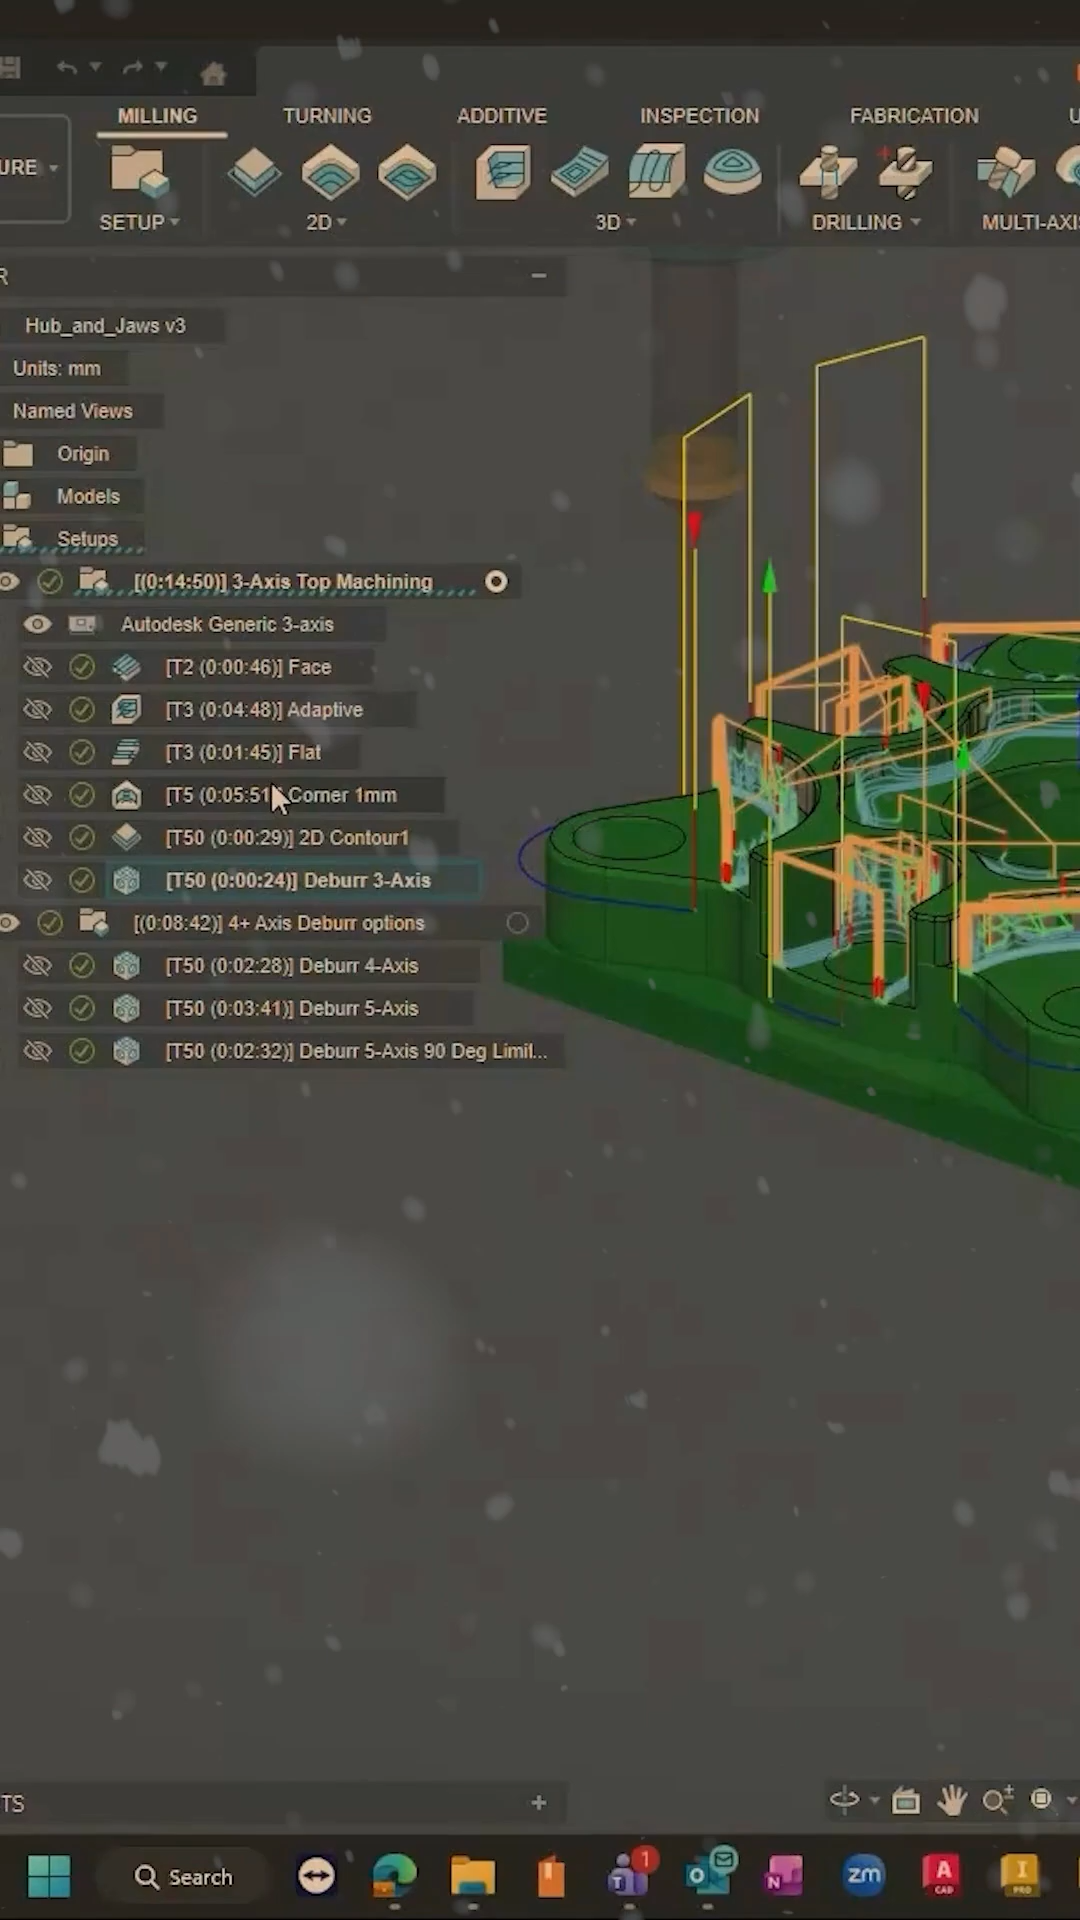 MILLING TURNING ADDITIVE INSPECTION FABRICATION U
URE
SETUP 2D 3D DRILLING MULTI-AXIS
R
Hub_and_Jaws v3
Units: mm
Named Views
Origin
Models
Setups
[(0:14:50)] 3-Axis Top Machining
Autodesk Generic 3-axis
[T2 (0:00:46)] Face
[T3 (0:04:48)] Adaptive
[T3 (0:01:45)] Flat
[T5 (0:05:51)] Corner 1mm
[T50 (0:00:29)] 2D Contour1
[T50 (0:00:24)] Deburr 3-Axis
[(0:08:42)] 4+ Axis Deburr options
[T50 (0:02:28)] Deburr 4-Axis
[T50 (0:03:41)] Deburr 5-Axis
[T50 (0:02:32)] Deburr 5-Axis 90 Deg Limit...
TS
Search
1
T
O
N
zm
A
CAD
I
PRO